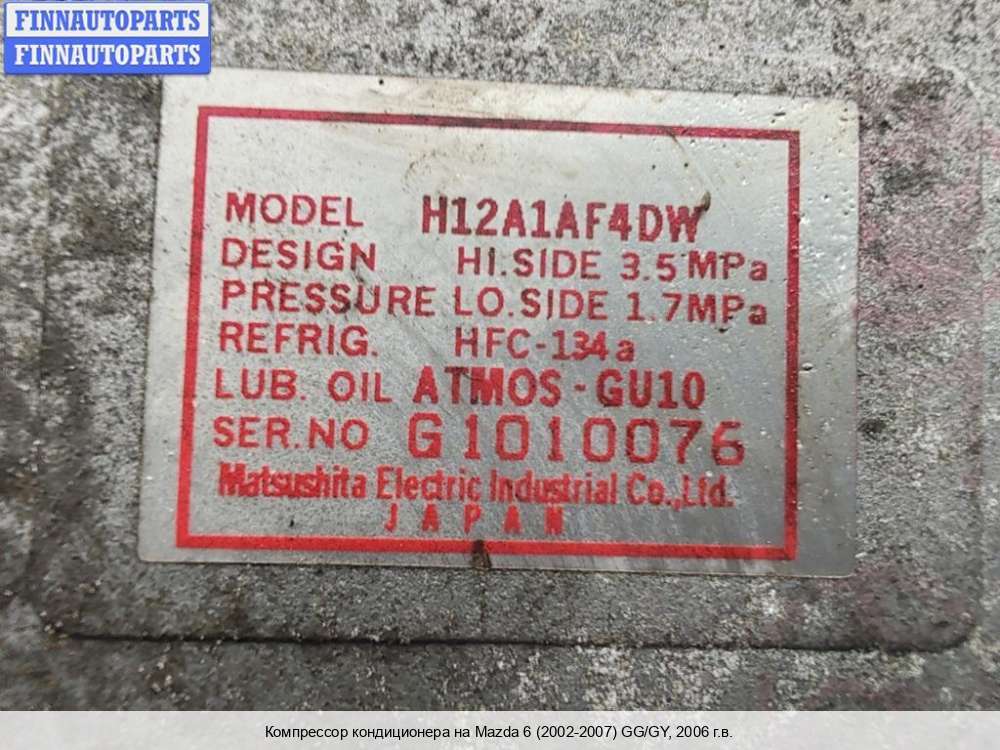 FINNAUTOPARTS
FINNAUTOPARTS
MODEL H12A1AF4DW
DESIGN HI.SIDE 3.5MPa
PRESSURE LO.SIDE 1.7MPa
REFRIG. HFC-134a
LUB. OIL ATMOS-GU10
SER.NO G1010076
Matsushita Electric Industrial Co.,Ltd.
JAPAN
Компрессор кондиционера на Mazda 6 (2002-2007) GG/GY, 2006 г.в.